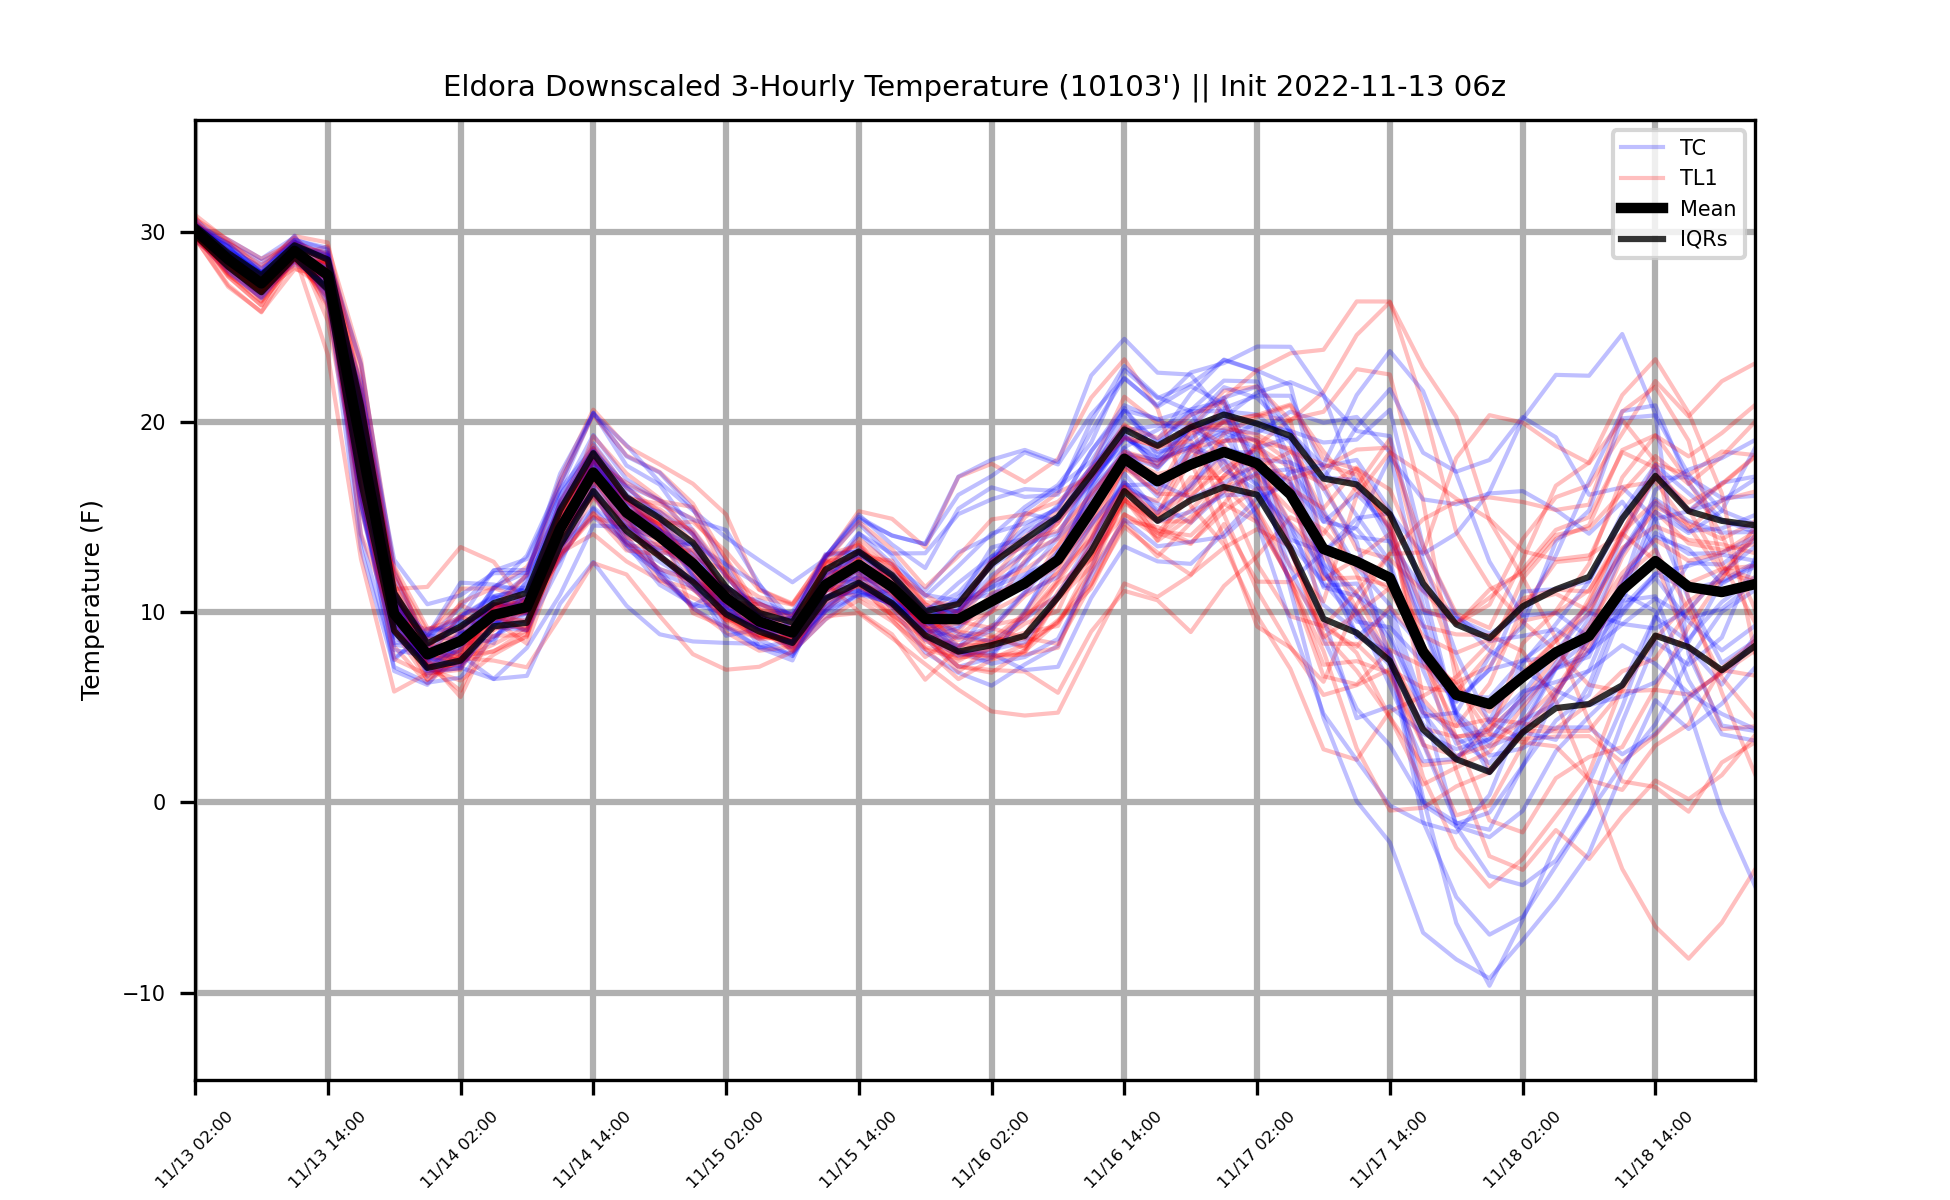 Eldora Downscaled 3-Hourly Temperature (10103') || Init 2022-11-13 06z
TC
TL1
Mean
IQRs
Temperature (F)
30
20
10
0
−10
11/13 02:00
11/13 14:00
11/14 02:00
11/14 14:00
11/15 02:00
11/15 14:00
11/16 02:00
11/16 14:00
11/17 02:00
11/17 14:00
11/18 02:00
11/18 14:00